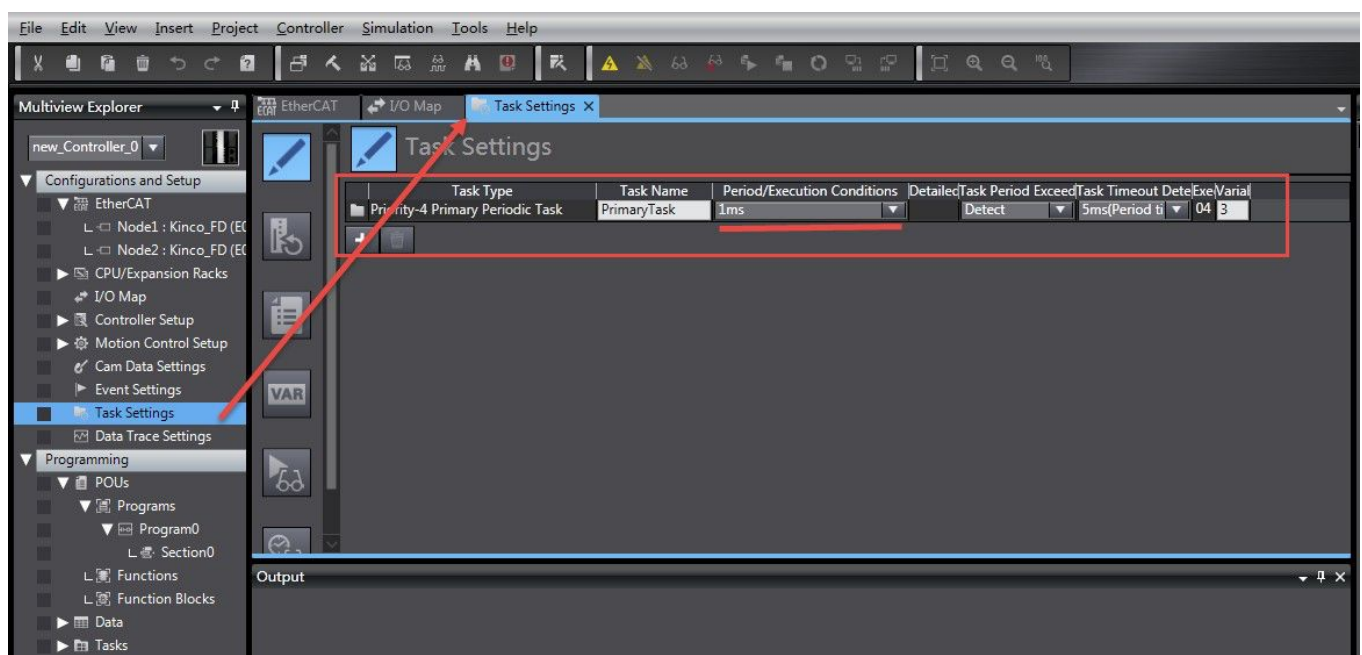 File Edit View Insert Project Controller Simulation Tools Help
Multiview Explorer
EtherCAT I/O Map Task Settings
new_Controller_0
Task Settings
Configurations and Setup
EtherCAT
Node1 : Kinco_FD (E0
Node2 : Kinco_FD (E0
CPU/Expansion Racks
I/O Map
Controller Setup
Motion Control Setup
Cam Data Settings
Event Settings
Task Settings
Data Trace Settings
Programming
POUs
Programs
Program0
Section0
Functions
Function Blocks
Data
Tasks
Task Type Task Name Period/Execution Conditions Detailed Task Period Exceed Task Timeout Dete Exe Varial
Priority-4 Primary Periodic Task PrimaryTask 1ms Detect 5ms(Period ti 04 3
VAR
Output